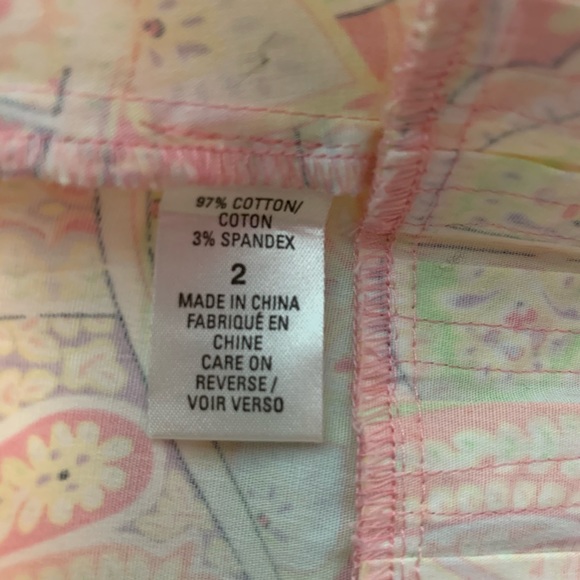 97% COTTON/
COTON
3% SPANDEX
2
MADE IN CHINA
FABRIQUÉ EN
CHINE
CARE ON
REVERSE/
VOIR VERSO